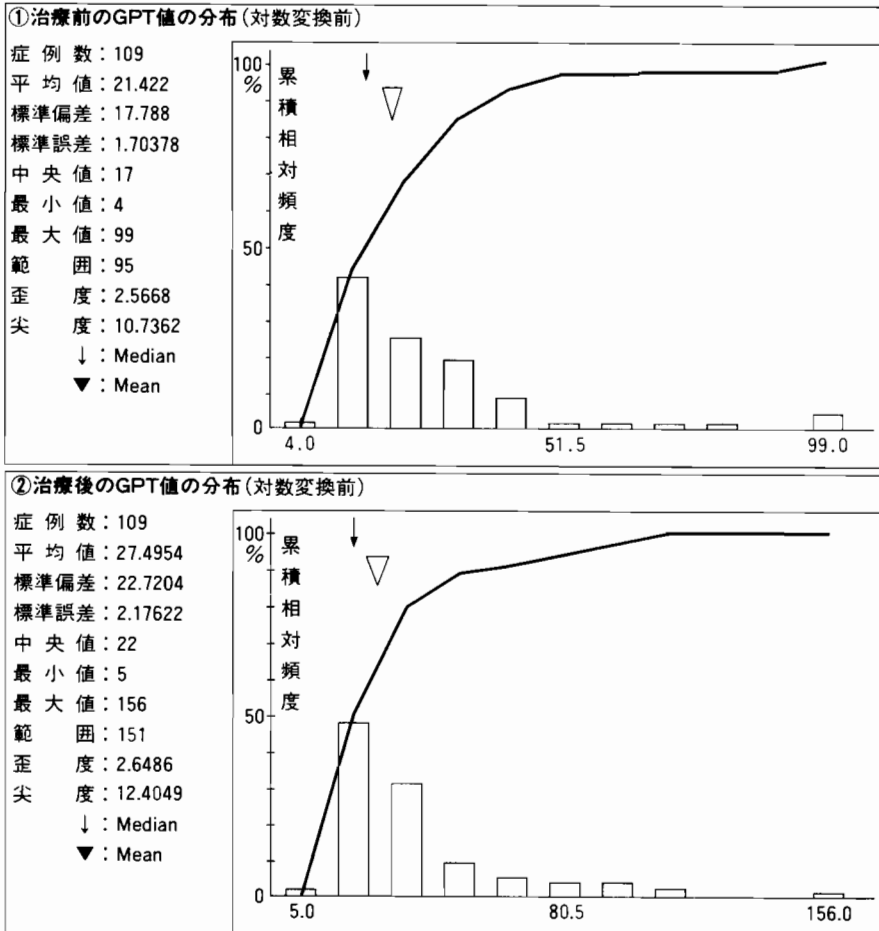 ①治療前のGPT値の分布(対数変換前)
症例数:109
平均値:21.422
標準偏差:17.788
標準誤差:1.70378
中央値:17
最小値:4
最大値:99
範囲:95
歪度:2.5668
尖度:10.7362
↓:Median
▼:Mean
100
%
累積相対頻度
50
0
4.0
51.5
99.0
②治療後のGPT値の分布(対数変換前)
症例数:109
平均値:27.4954
標準偏差:22.7204
標準誤差:2.17622
中央値:22
最小値:5
最大値:156
範囲:151
歪度:2.6486
尖度:12.4049
↓:Median
▼:Mean
100
%
累積相対頻度
50
0
5.0
80.5
156.0